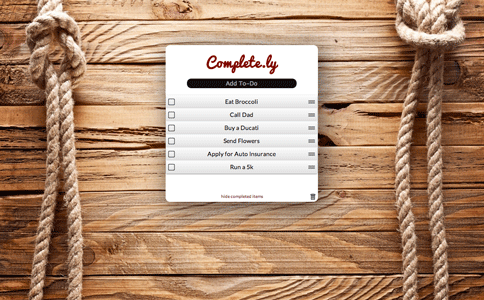 Complete.ly
Add To-Do
Eat Broccoli
Call Dad
Buy a Ducati
Send Flowers
Apply for Auto Insurance
Run a 5k
hide completed items